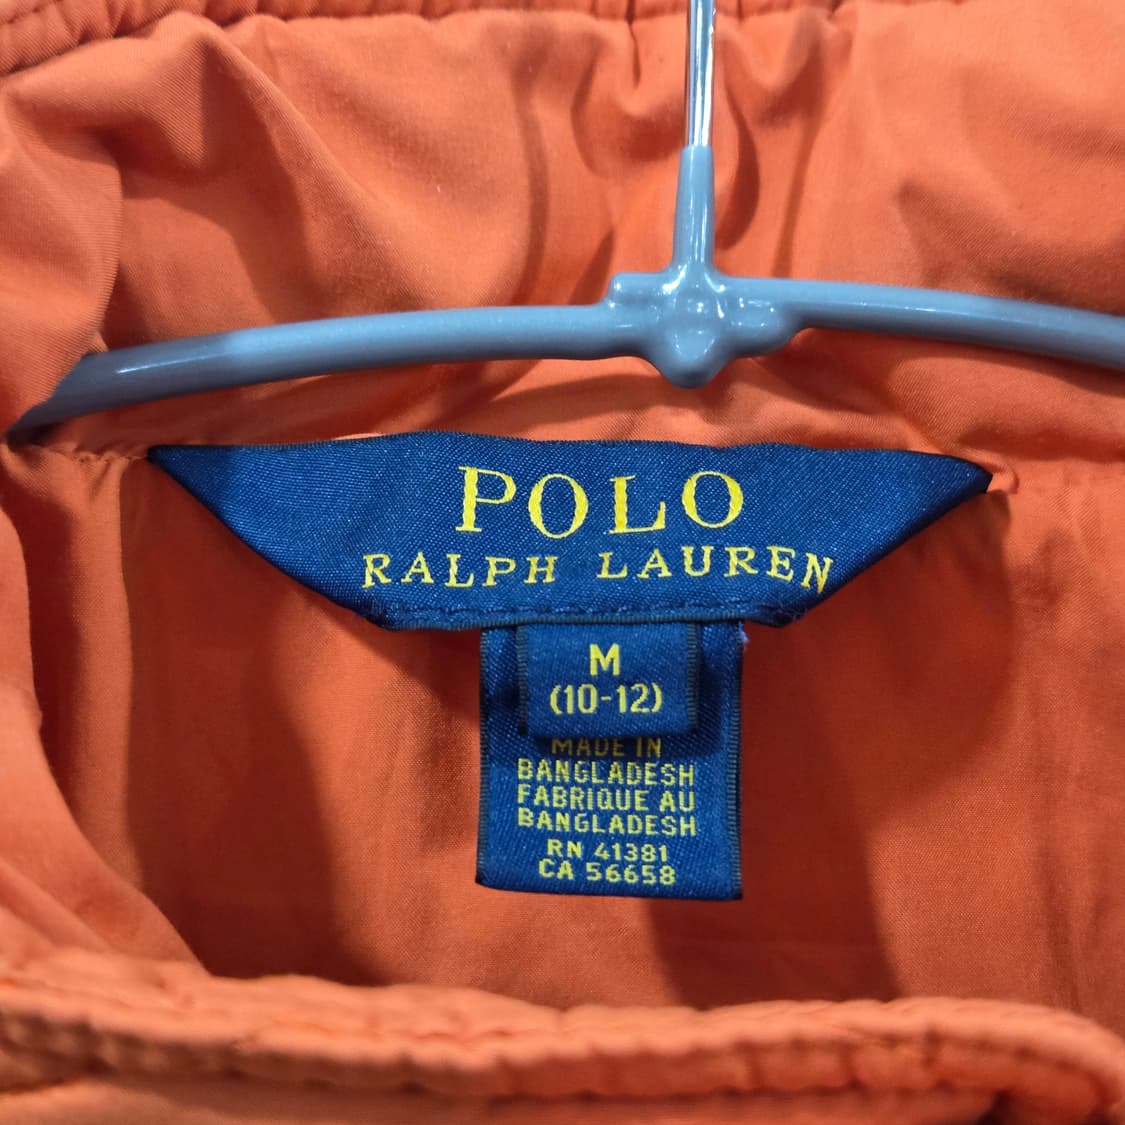 POLO
RALPH LAUREN
M
(10-12)
MADE IN
BANGLADESH
FABRIQUE AU
BANGLADESH
RN 41381
CA 56658